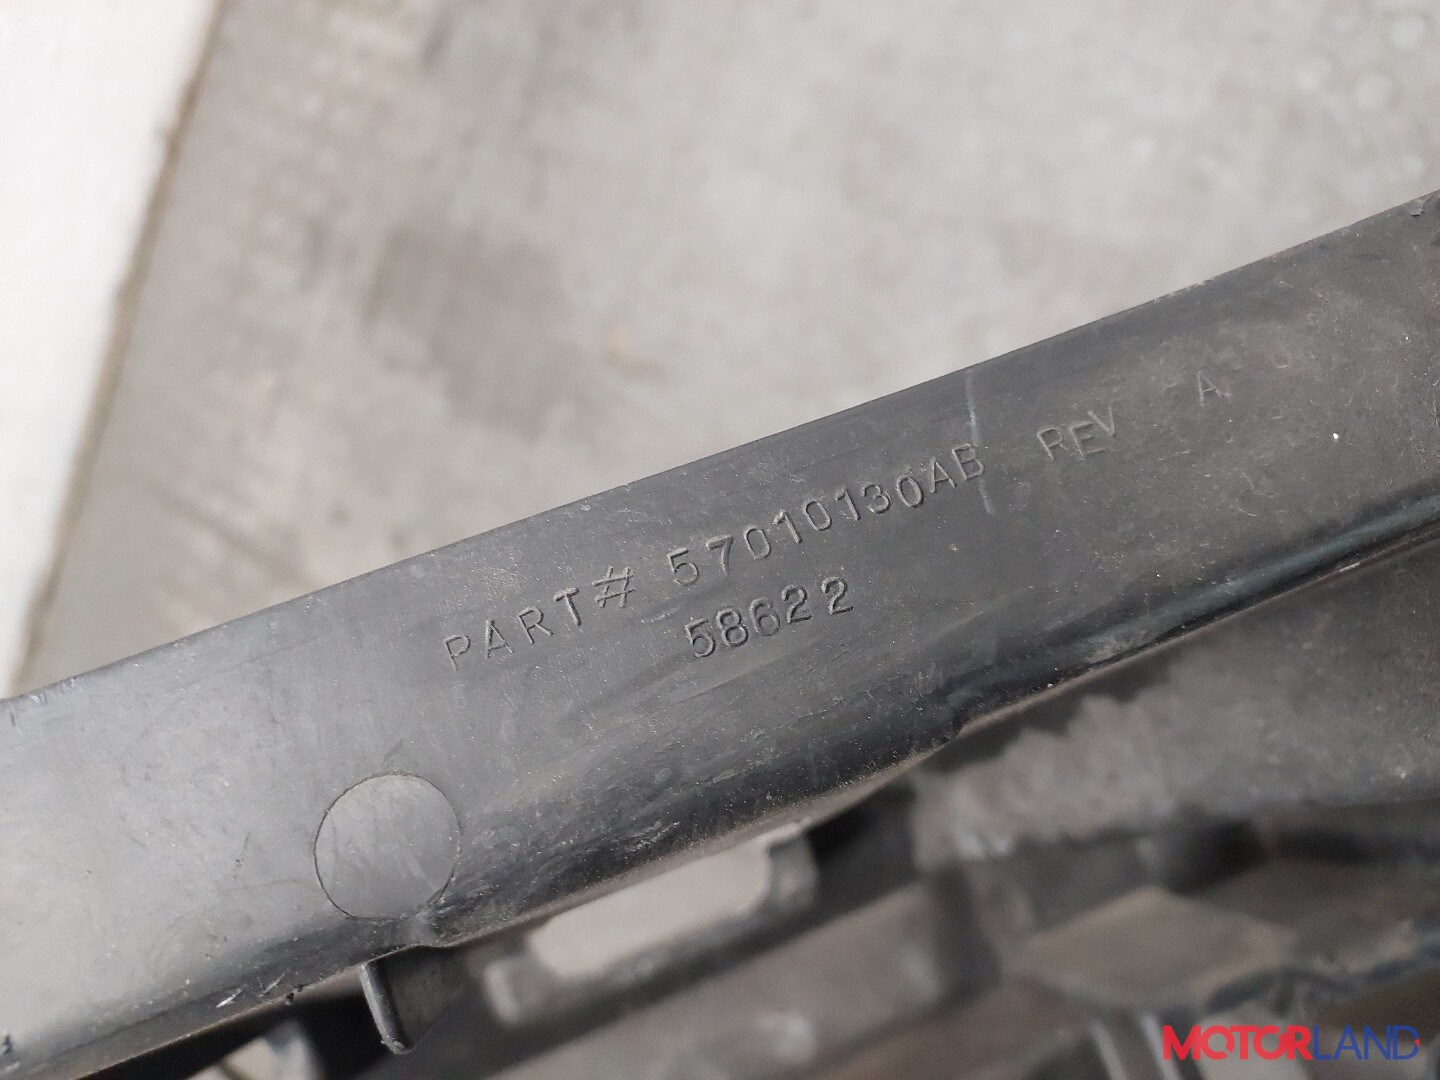 PART# 57010130AB REV A
58622
MOTORLAND